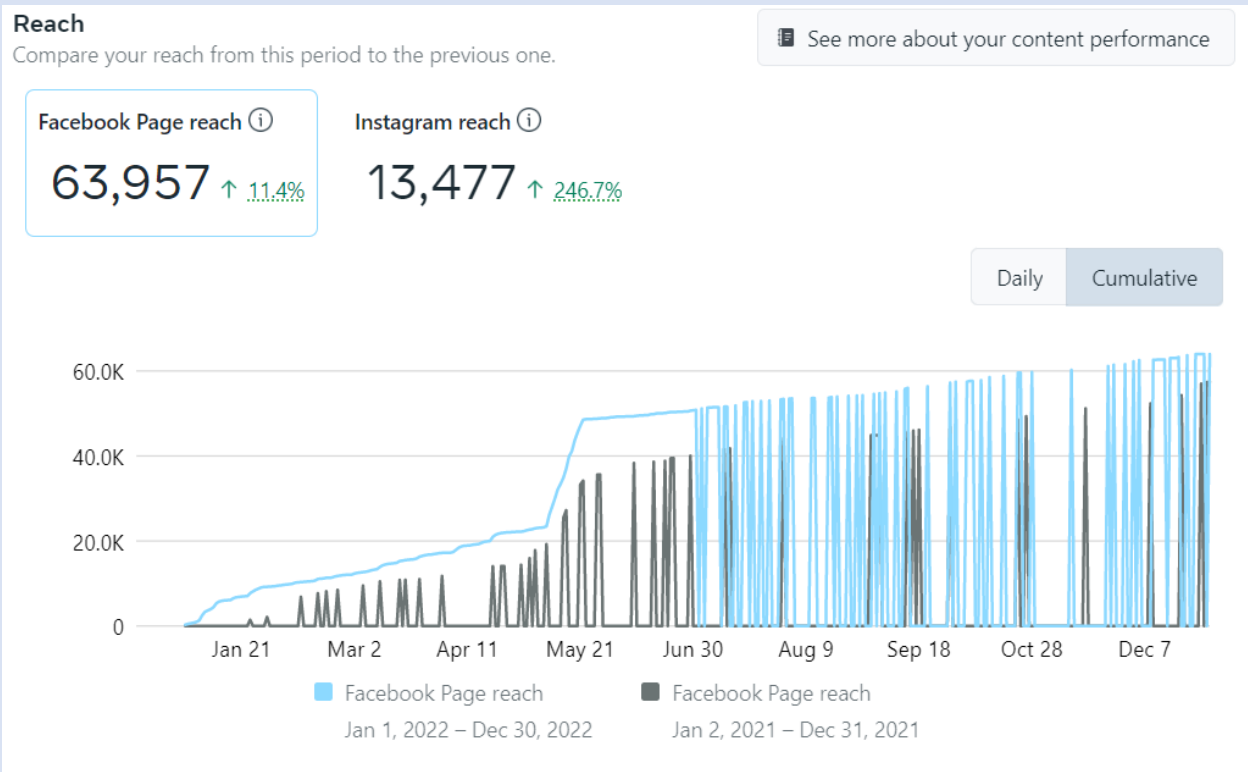 Reach
Compare your reach from this period to the previous one.
See more about your content performance
Facebook Page reach
63,957 ↑ 11.4%
Instagram reach
13,477 ↑ 246.7%
Daily
Cumulative
60.0K
40.0K
20.0K
0
Jan 21 Mar 2 Apr 11 May 21 Jun 30 Aug 9 Sep 18 Oct 28 Dec 7
Facebook Page reach
Jan 1, 2022 – Dec 30, 2022
Facebook Page reach
Jan 2, 2021 – Dec 31, 2021